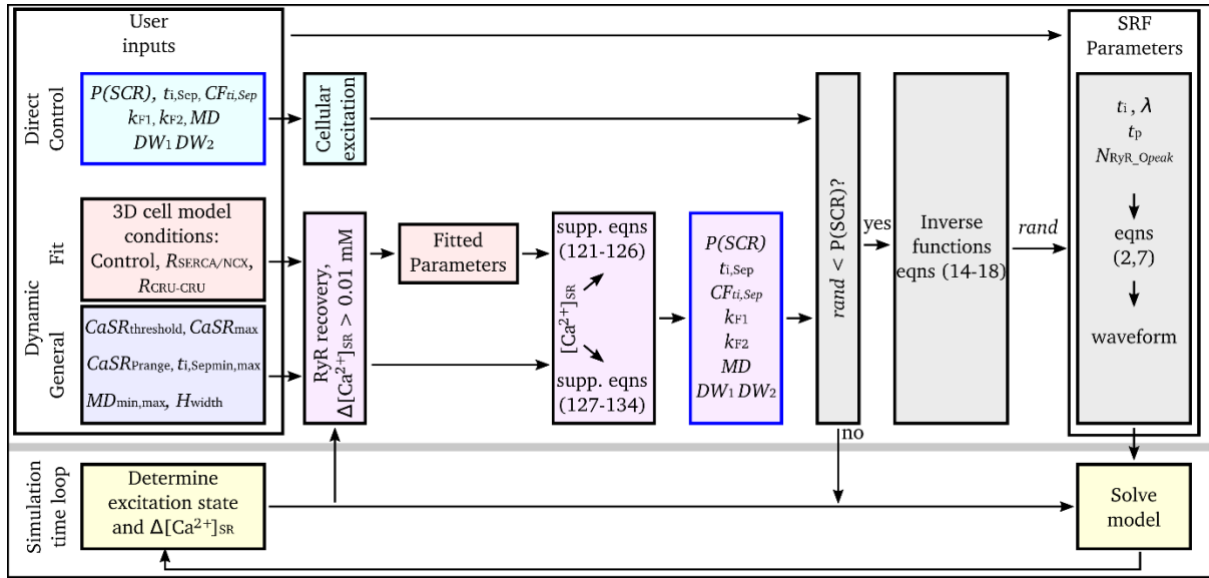 User
inputs
SRF
Parameters
Direct
Control
P(SCR), ti,Sep, CFti,Sep
kF1, kF2, MD
DW1 DW2
Cellular
excitation
Dynamic
Fit
3D cell model
conditions:
Control, RSERCA/NCX,
RCRU-CRU
General
CaSRthreshold, CaSRmax
CaSRPrange, ti,Sepmin,max
MDmin,max, Hwidth
RyR recovery,
Δ[Ca2+]SR > 0.01 mM
Fitted
Parameters
supp. eqns
(121-126)
[Ca2+]SR
supp. eqns
(127-134)
P(SCR)
ti,Sep
CFti,Sep
kF1
kF2
MD
DW1 DW2
rand < P(SCR)?
yes
no
Inverse
functions
eqns (14-18)
rand
ti , λ
tp
NRyR_Opeak
eqns
(2,7)
waveform
Simulation
time loop
Determine
excitation state
and Δ[Ca2+]SR
Solve
model